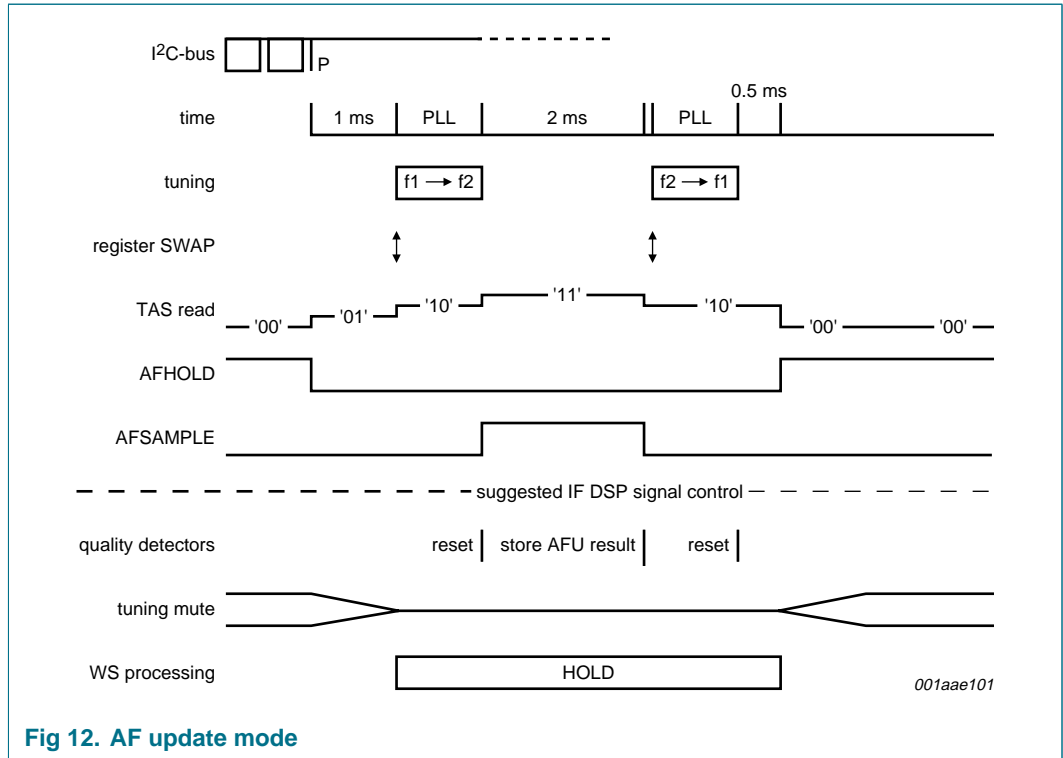 I2C-bus
P
0.5 ms
time 1 ms PLL 2 ms PLL
tuning f1 → f2 f2 → f1
register SWAP
TAS read '00' '01' '10' '11' '10' '00' '00'
AFHOLD
AFSAMPLE
suggested IF DSP signal control
quality detectors reset store AFU result reset
tuning mute
WS processing HOLD
001aae101
Fig 12. AF update mode